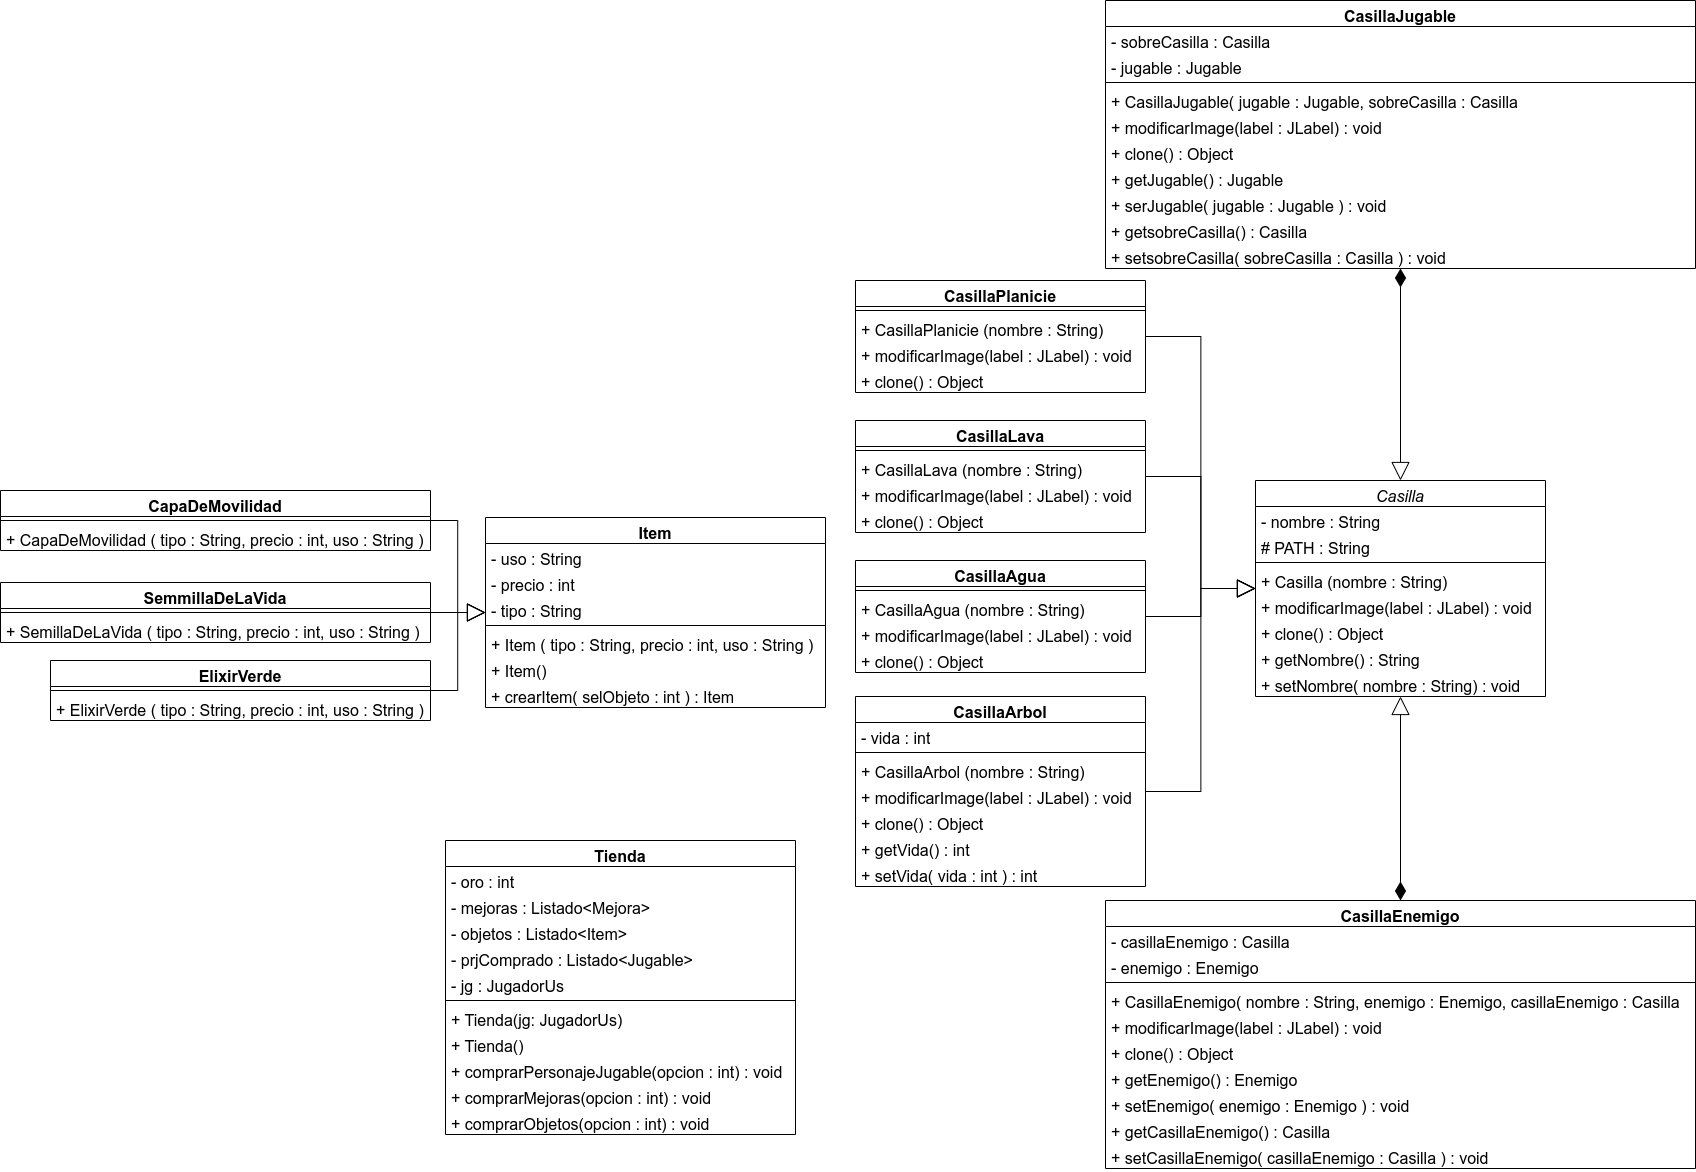 CasillaJugable
- sobreCasilla : Casilla
- jugable : Jugable
+ CasillaJugable( jugable : Jugable, sobreCasilla : Casilla
+ modificarImage(label : JLabel) : void
+ clone() : Object
+ getJugable() : Jugable
+ serJugable( jugable : Jugable ) : void
+ getsobreCasilla() : Casilla
+ setsobreCasilla( sobreCasilla : Casilla ) : void
CasillaPlanicie
+ CasillaPlanicie (nombre : String)
+ modificarImage(label : JLabel) : void
+ clone() : Object
CasillaLava
+ CasillaLava (nombre : String)
+ modificarImage(label : JLabel) : void
+ clone() : Object
CapaDeMovilidad
+ CapaDeMovilidad ( tipo : String, precio : int, uso : String )
SemmillaDeLaVida
+ SemillaDeLaVida ( tipo : String, precio : int, uso : String )
ElixirVerde
+ ElixirVerde ( tipo : String, precio : int, uso : String )
Item
- uso : String
- precio : int
- tipo : String
+ Item ( tipo : String, precio : int, uso : String )
+ Item()
+ crearItem( selObjeto : int ) : Item
CasillaAgua
+ CasillaAgua (nombre : String)
+ modificarImage(label : JLabel) : void
+ clone() : Object
Casilla
- nombre : String
# PATH : String
+ Casilla (nombre : String)
+ modificarImage(label : JLabel) : void
+ clone() : Object
+ getNombre() : String
+ setNombre( nombre : String) : void
CasillaArbol
- vida : int
+ CasillaArbol (nombre : String)
+ modificarImage(label : JLabel) : void
+ clone() : Object
+ getVida() : int
+ setVida( vida : int ) : int
Tienda
- oro : int
- mejoras : Listado<Mejora>
- objetos : Listado<Item>
- prjComprado : Listado<Jugable>
- jg : JugadorUs
+ Tienda(jg: JugadorUs)
+ Tienda()
+ comprarPersonajeJugable(opcion : int) : void
+ comprarMejoras(opcion : int) : void
+ comprarObjetos(opcion : int) : void
CasillaEnemigo
- casillaEnemigo : Casilla
- enemigo : Enemigo
+ CasillaEnemigo( nombre : String, enemigo : Enemigo, casillaEnemigo : Casilla
+ modificarImage(label : JLabel) : void
+ clone() : Object
+ getEnemigo() : Enemigo
+ setEnemigo( enemigo : Enemigo ) : void
+ getCasillaEnemigo() : Casilla
+ setCasillaEnemigo( casillaEnemigo : Casilla ) : void